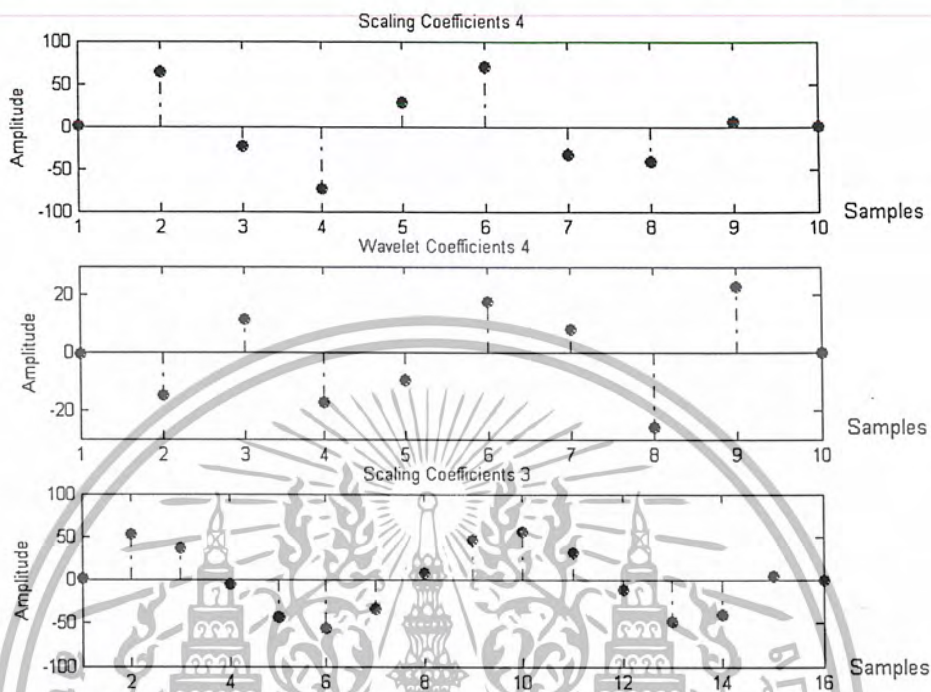 Scaling Coefficients 4
100
50
0
-50
-100
Amplitude
1 2 3 4 5 6 7 8 9 10
Samples
Wavelet Coefficients 4
20
0
-20
Amplitude
1 2 3 4 5 6 7 8 9 10
Samples
Scaling Coefficients 3
100
50
0
-50
-100
Amplitude
2 4 6 8 10 12 14 16
Samples